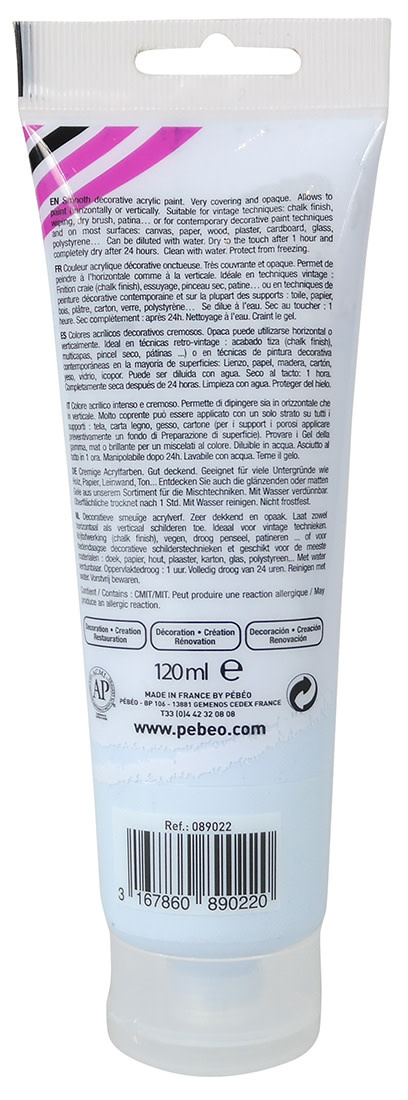 EN Smooth decorative acrylic paint. Very covering and opaque. Allows to
paint horizontally or vertically. Suitable for vintage techniques: chalk finish,
weeping, dry brush, patina... or for contemporary decorative paint techniques
and on most surfaces: canvas, paper, wood, plaster, cardboard, glass,
polystyrene... Can be diluted with water. Dry to the touch after 1 hour and
completely dry after 24 hours. Clean with water. Protect from freezing.
FR Couleur acrylique décorative onctueuse. Très couvrante et opaque. Permet de
peindre à l'horizontale comme à la verticale. Idéale en techniques vintage :
Finition craie (chalk finish), essuyage, pinceau sec, patine... ou en techniques de
peinture décorative contemporaine et sur la plupart des supports : toile, papier,
bois, plâtre, carton, verre, polystyrène... Se dilue à l'eau. Sec au toucher : 1
heure. Sec complètement : après 24h. Nettoyage à l'eau. Craint le gel.
ES Colores acrílicos decorativos cremosos. Opaca puede utilizarse horizontal o
verticalmente. Ideal en técnicas retro-vintage : acabado tiza (chalk finish),
multicapas, pincel seco, pátinas ...) o en técnicas de pintura decorativa
contemporáneas en la mayoría de superficies: Lienzo, papel, madera, cartón,
yeso, vidrio, icopor. Puede ser diluida con agua. Seco al tacto: 1 hora.
Completamente seca después de 24 horas. Limpieza con agua. Proteger del hielo.
IT Colore acrilico intenso e cremoso. Permette di dipingere sia in orizzontale che
in verticale. Molto coprente può essere applicato con un solo strato su tutti i
supporti : tela, carta legno, gesso, cartone (per i supporti porosi applicare
preventivamente un fondo di Preparazione di superficie). Provare i Gel della
gamma, mat o brillante per un miscelati al colore. Diluibile in acqua. Asciutto al
tatto in 1 ora. Manipolabile dopo 24h. Lavabile con acqua. Teme il gelo.
DE Cremige Acrylfarben. Gut deckend. Geeignet für viele Untergründe wie
Holz, Papier, Leinwand, Ton... Entdecken Sie auch die glänzenden oder matten
Gele aus unserem Sortiment für die Mischtechniken. Mit Wasser verdünnbar.
Oberflächliche trocknet nach 1 Std. Mit Wasser reinigen. Nicht frostfest.
NL Decoratieve smeuïge acrylverf. Zeer dekkend en opaak. Laat zowel
horizontaal als verticaal schilderen toe. Ideaal voor vintage technieken.
(chalk finish), vegen, droog penseel, patineren ... of voor
hedendaagse decoratieve schilderstechnieken et geschikt voor de meeste
materialen : doek, papier, hout, plaaster, karton, glas, polystyreen... Met water
verdunbaar. Oppervlaktedroog : 1 uur. Volledig droog van 24 uren. Reinigen met
water. Vorstvrij bewaren.
Contient / Contains : CMIT/MIT. Peut produire une réaction allergique / May
produce an allergic reaction.
Decoration • Creation
Restauration
Décoration • Création
Rénovation
Decoración • Creación
Renovación
120ml e
AP
MADE IN FRANCE BY PÉBÉO
PÉBÉO - BP 106 - 13881 GEMENOS CEDEX FRANCE
T33 (0)4 42 32 08 08
www.pebeo.com
Ref.: 089022
3 167860 890220